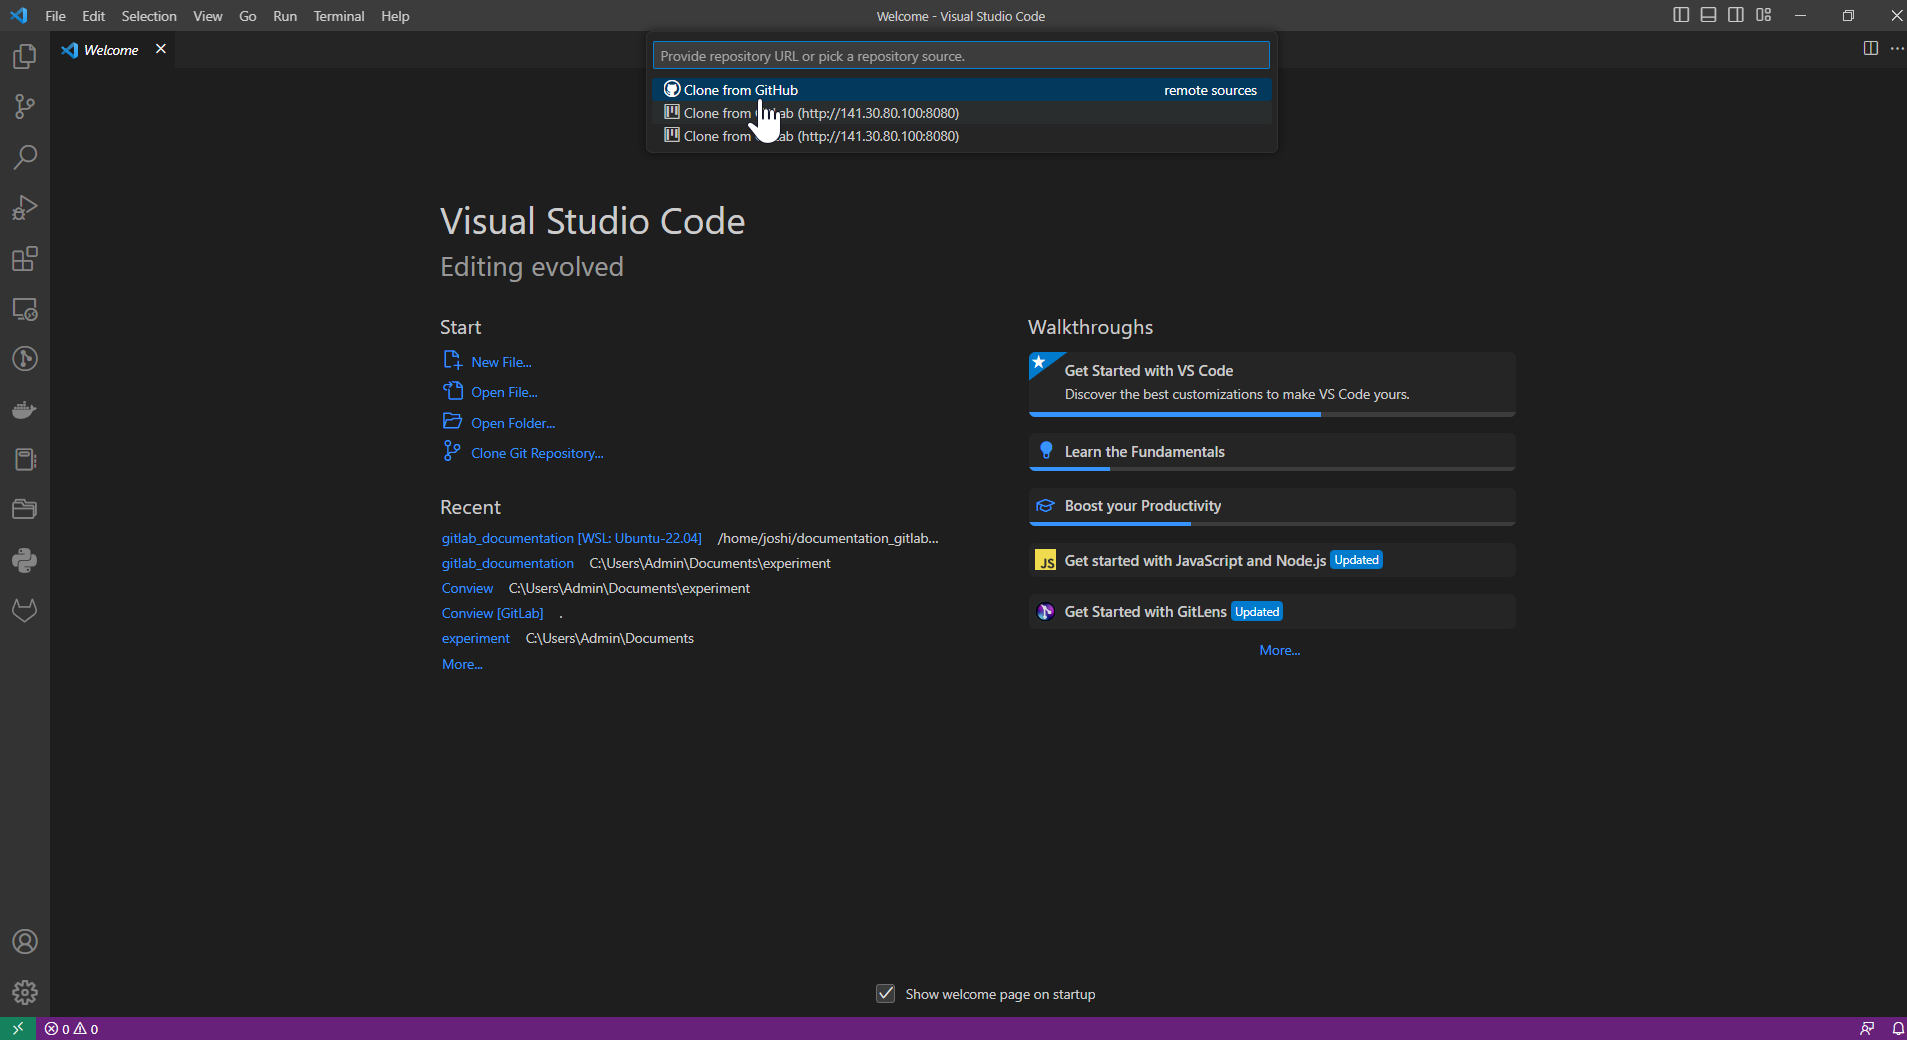 File Edit Selection View Go Run Terminal Help
Welcome - Visual Studio Code
Welcome
Provide repository URL or pick a repository source.
Clone from GitHub remote sources
Clone from ab (http://141.30.80.100:8080)
Clone from ab (http://141.30.80.100:8080)
Visual Studio Code
Editing evolved
Start
New File...
Open File...
Open Folder...
Clone Git Repository...
Recent
gitlab_documentation [WSL: Ubuntu-22.04] /home/joshi/documentation_gitlab...
gitlab_documentation C:\Users\Admin\Documents\experiment
Conview C:\Users\Admin\Documents\experiment
Conview [GitLab] .
experiment C:\Users\Admin\Documents
More...
Walkthroughs
Get Started with VS Code
Discover the best customizations to make VS Code yours.
Learn the Fundamentals
Boost your Productivity
JS Get started with JavaScript and Node.js Updated
Get Started with GitLens Updated
More...
Show welcome page on startup
0 0